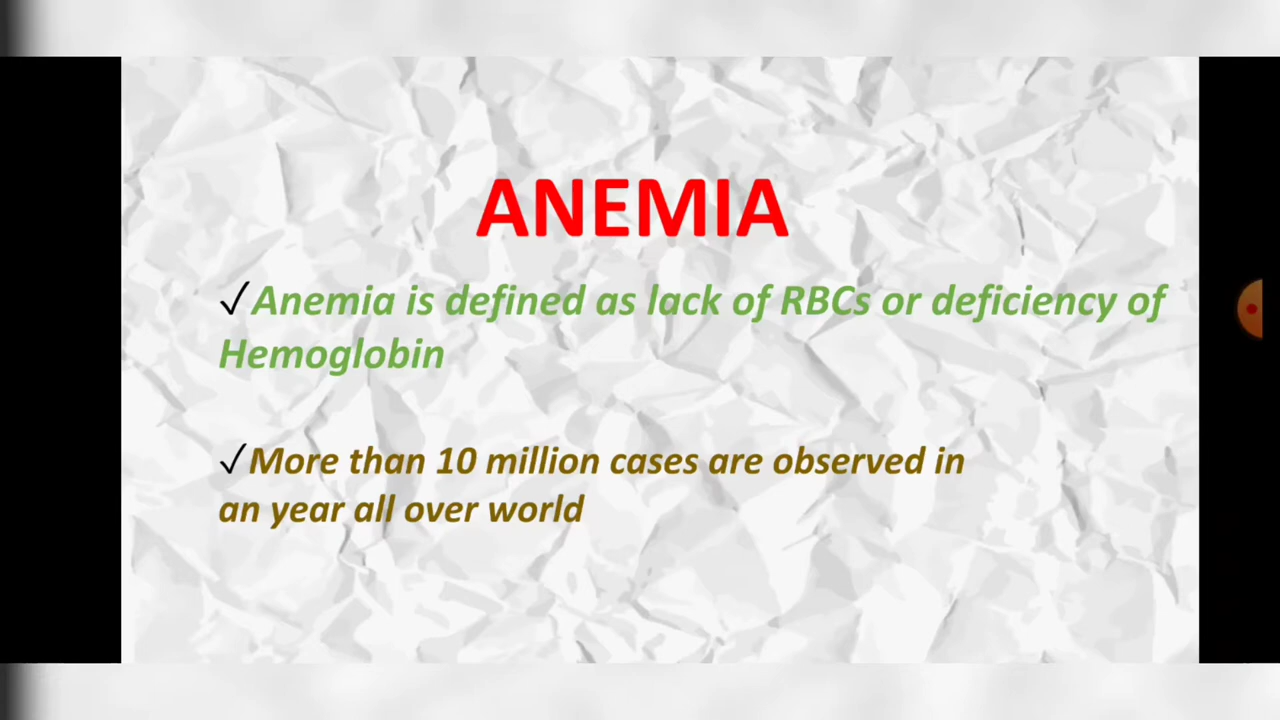 ANEMIA
✓Anemia is defined as lack of RBCs or deficiency of
Hemoglobin
✓More than 10 million cases are observed in
an year all over world